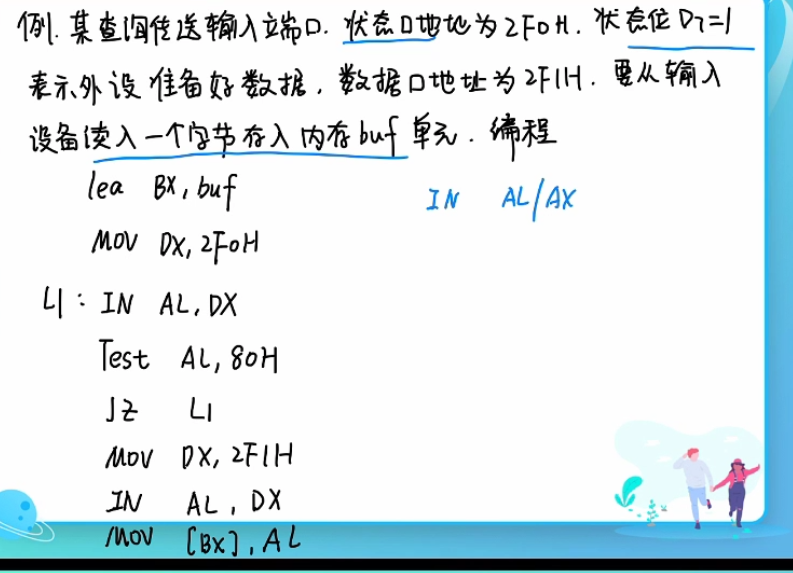 例. 某查询传送输入端口. 状态口地址为2F0H. 状态位D7=1
表示外设准备好数据, 数据口地址为2F1H. 要从输入
设备读入一个字节存入内存buf单元. 编程
lea BX, buf
IN AL/AX
MOV DX, 2F0H
L1: IN AL, DX
Test AL, 80H
JZ L1
MOV DX, 2F1H
IN AL, DX
MOV [BX], AL